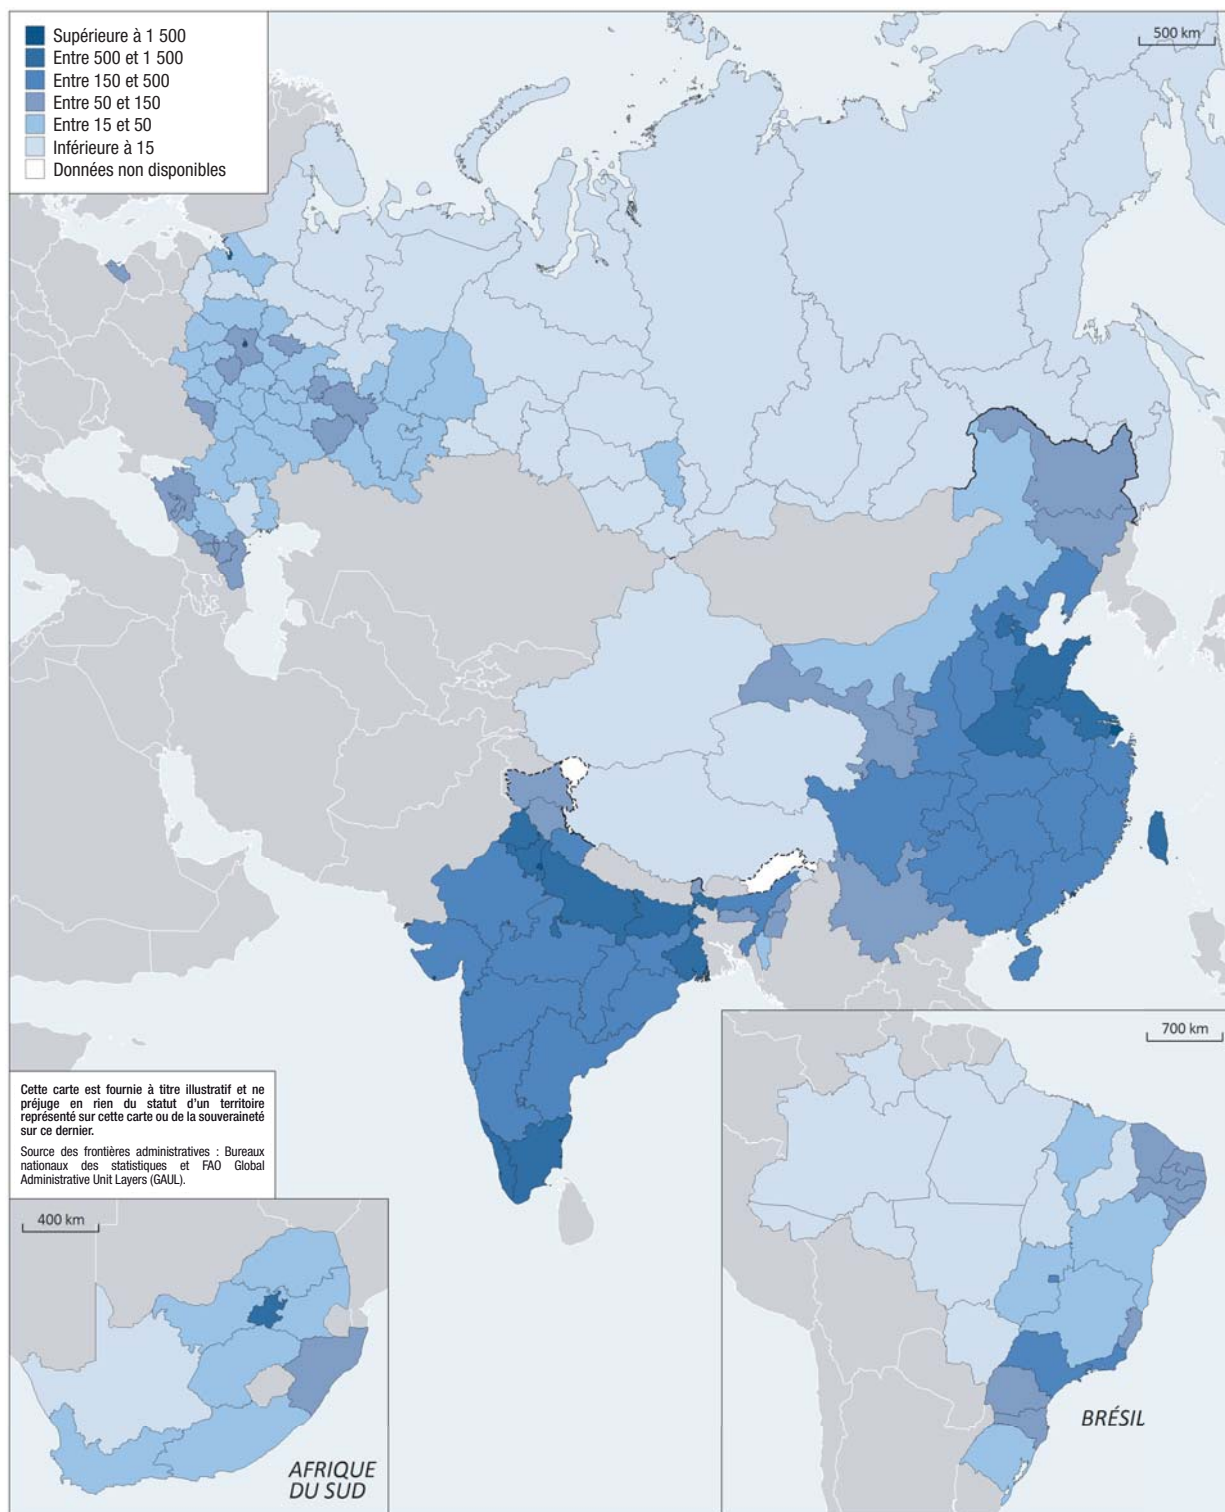 Supérieure à 1 500
Entre 500 et 1 500
Entre 150 et 500
Entre 50 et 150
Entre 15 et 50
Inférieure à 15
Données non disponibles
500 km
700 km
Cette carte est fournie à titre illustratif et ne
préjuge en rien du statut d'un territoire
représenté sur cette carte ou de la souveraineté
sur ce dernier.
Source des frontières administratives : Bureaux
nationaux des statistiques et FAO Global
Administrative Unit Layers (GAUL).
400 km
BRÉSIL
AFRIQUE
DU SUD